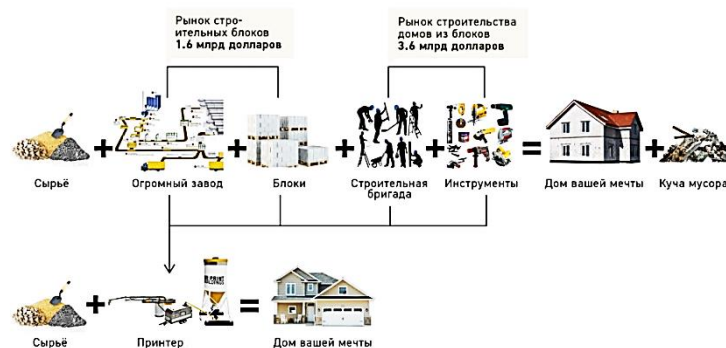 Рынок стро-
ительных блоков
1.6 млрд долларов
Рынок строительства
домов из блоков
3.6 млрд долларов
Сырьё
Огромный завод
Блоки
Строительная
бригада
Инструменты
Дом вашей мечты
Куча мусора
Сырьё
Принтер
Дом вашей мечты